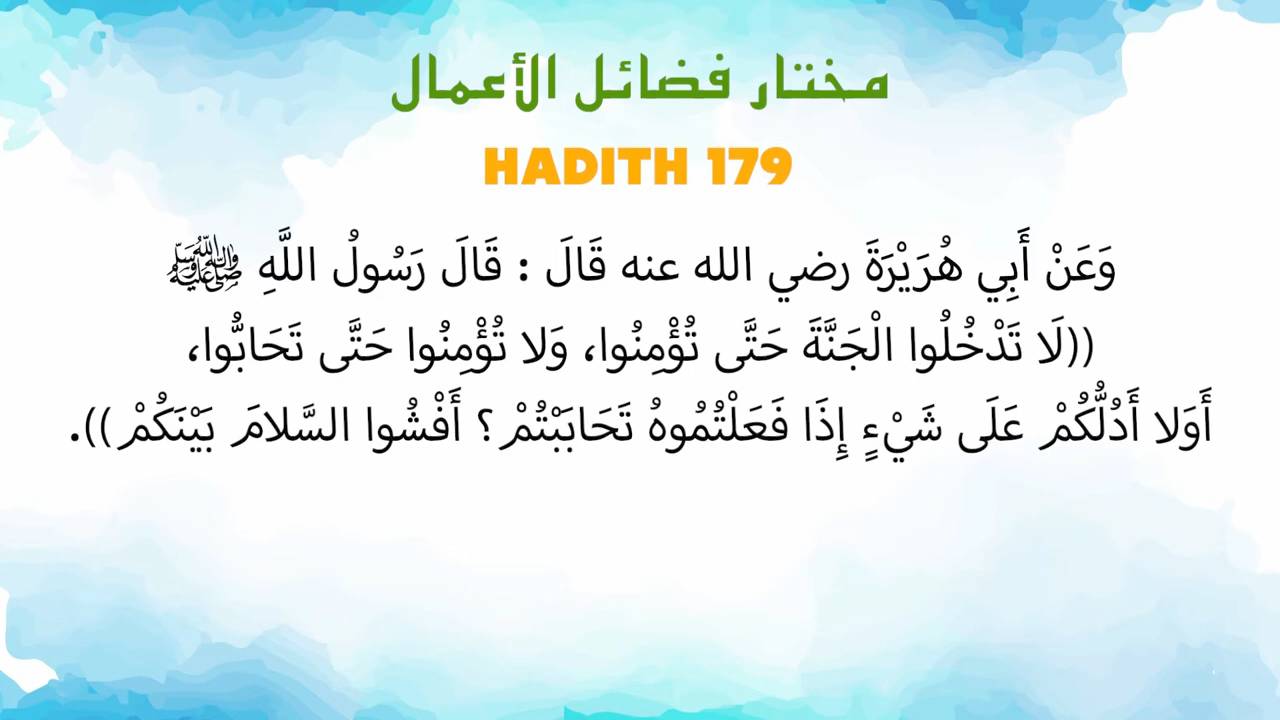 مختار فضائل الأعمال
HADITH 179
وَعَنْ أَبِي هُرَيْرَةَ رضي الله عنه قَالَ : قَالَ رَسُولُ اللَّهِ ﷺ
((لَا تَدْخُلُوا الْجَنَّةَ حَتَّى تُؤْمِنُوا، وَلا تُؤْمِنُوا حَتَّى تَحَابُّوا،
أَوَلا أَدُلُّكُمْ عَلَى شَيْءٍ إِذَا فَعَلْتُمُوهُ تَحَابَبْتُمْ؟ أَفْشُوا السَّلامَ بَيْنَكُمْ)).